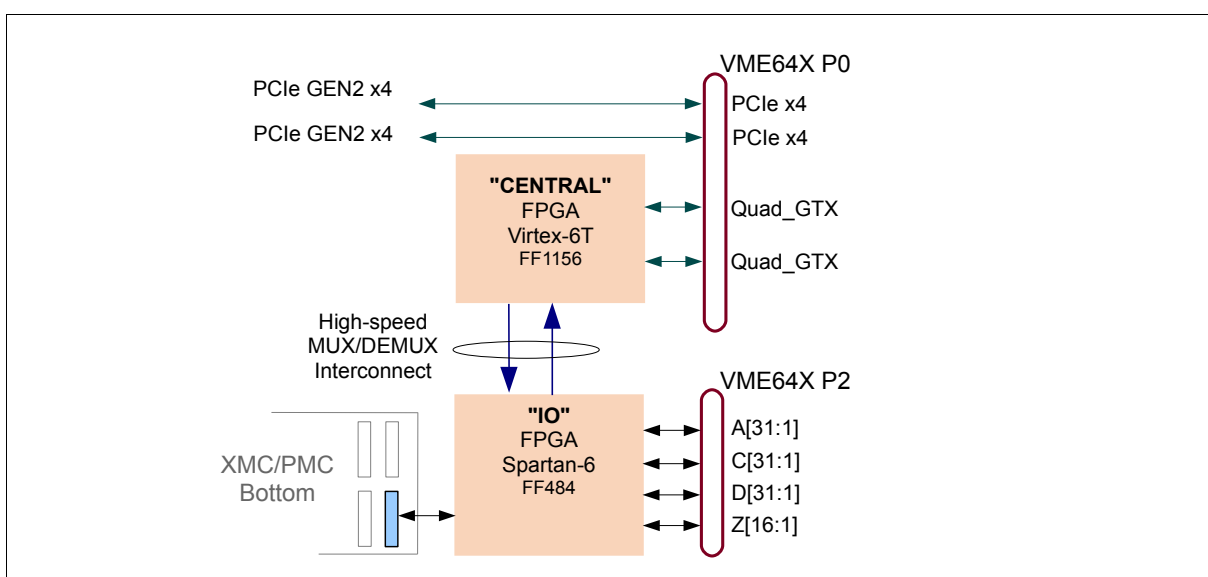 VME64X P0
PCIe GEN2 x4
PCIe x4
PCIe GEN2 x4
PCIe x4
"CENTRAL"
FPGA
Virtex-6T
FF1156
Quad_GTX
Quad_GTX
High-speed
MUX/DEMUX
Interconnect
VME64X P2
"IO"
FPGA
Spartan-6
FF484
A[31:1]
C[31:1]
D[31:1]
Z[16:1]
XMC/PMC
Bottom